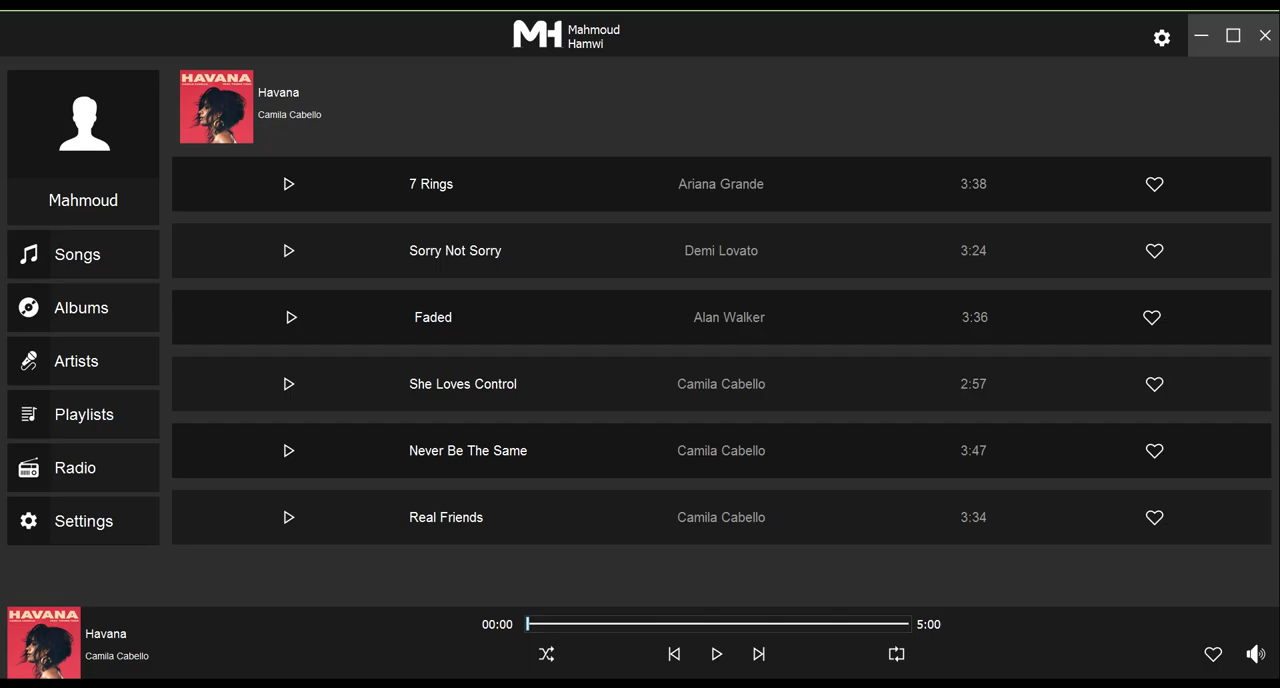 MH Mahmoud
Hamwi
HAVANA
Havana
Camila Cabello
Mahmoud
Songs
Albums
Artists
Playlists
Radio
Settings
7 Rings Ariana Grande 3:38
Sorry Not Sorry Demi Lovato 3:24
Faded Alan Walker 3:36
She Loves Control Camila Cabello 2:57
Never Be The Same Camila Cabello 3:47
Real Friends Camila Cabello 3:34
HAVANA
Havana
Camila Cabello
00:00 5:00